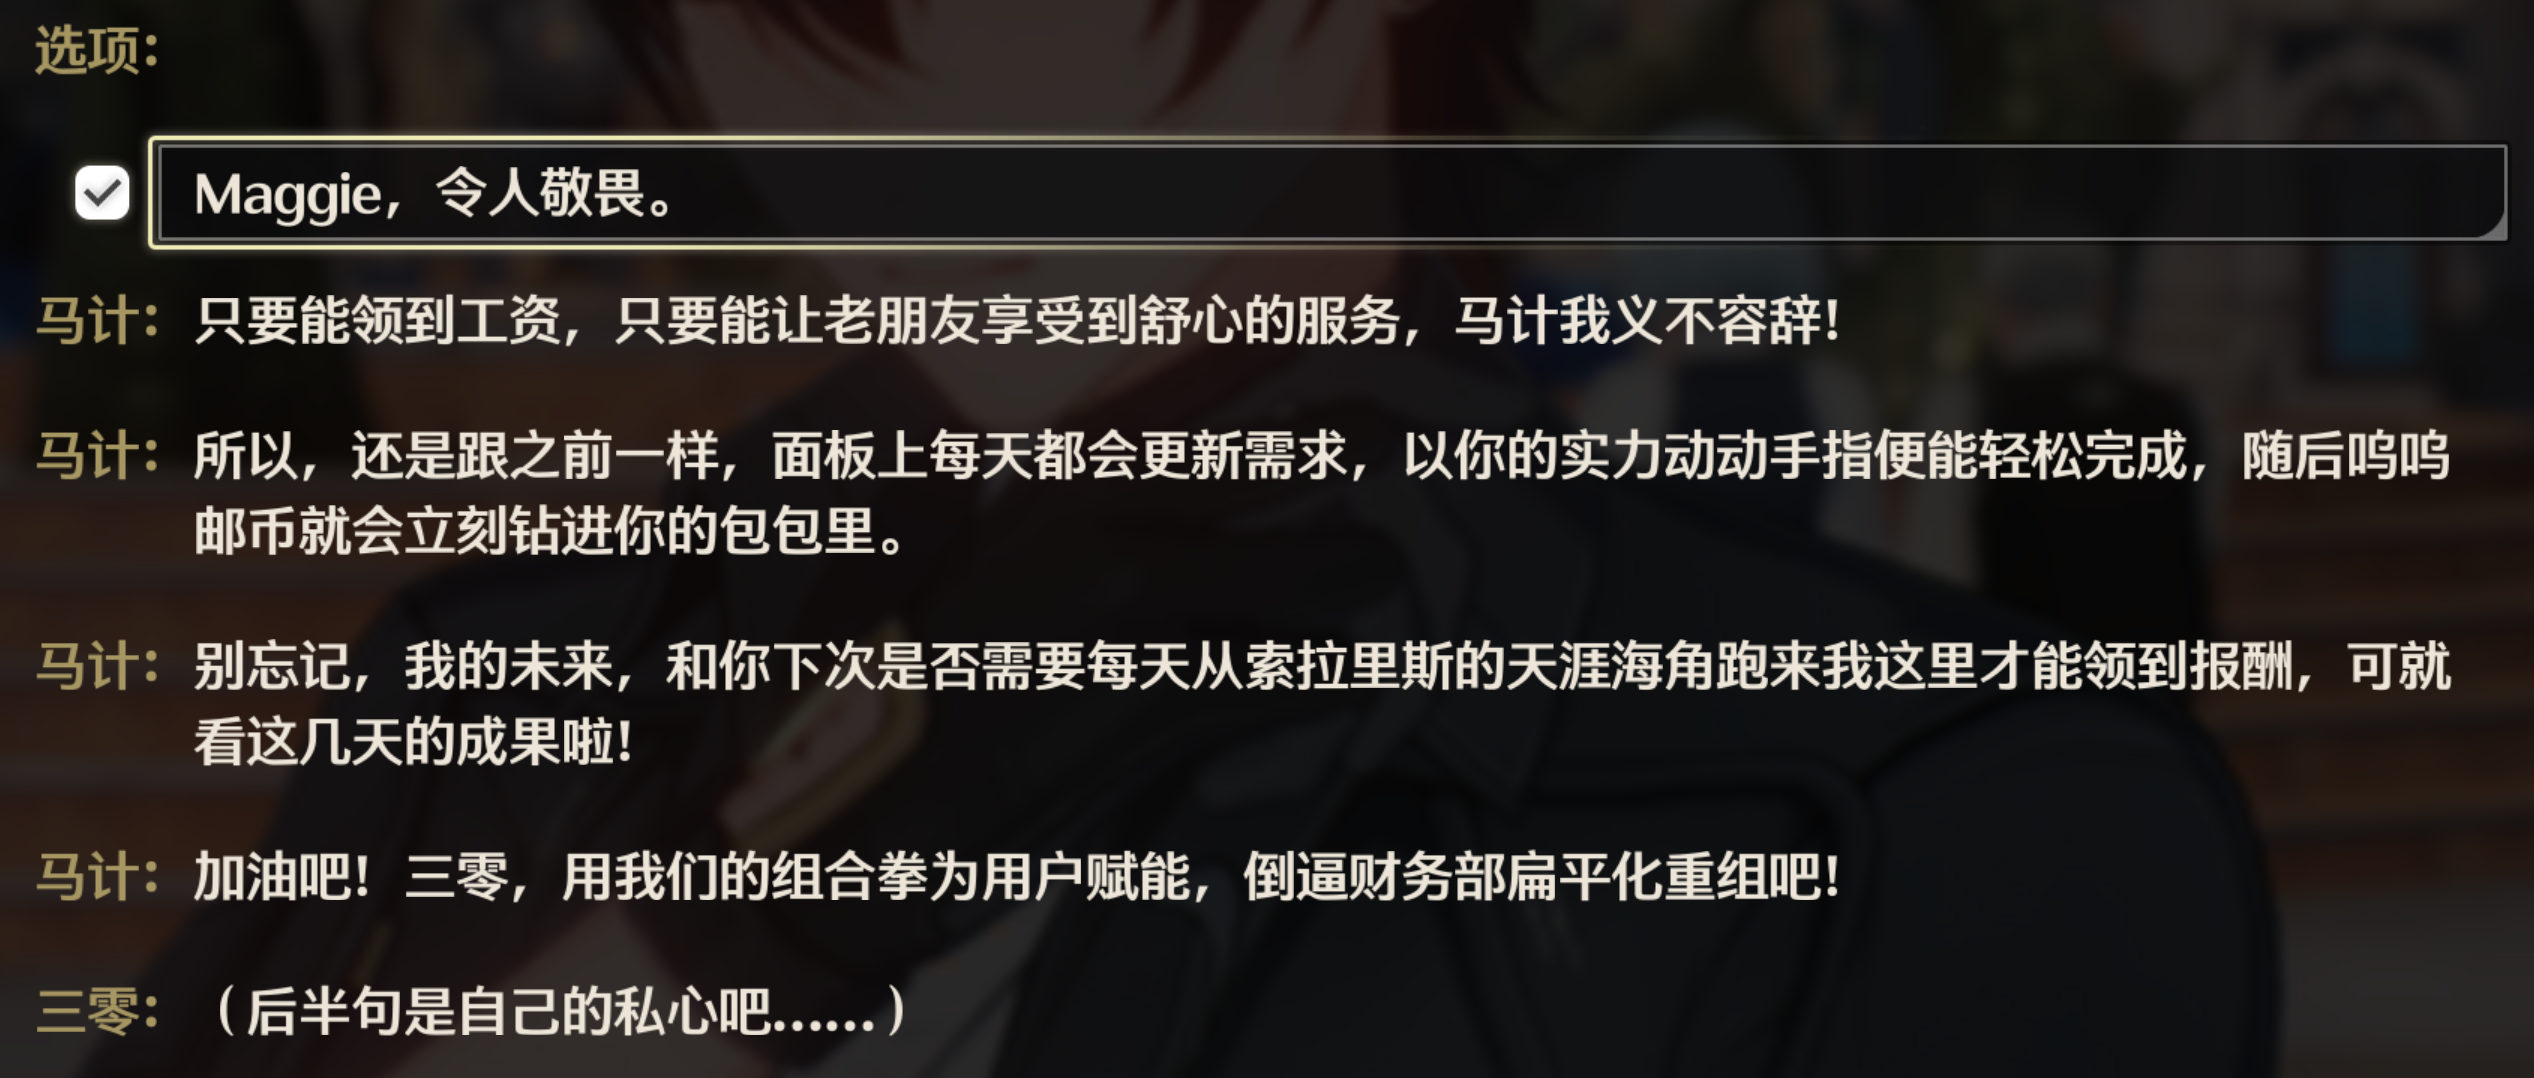 选项：
Maggie，令人敬畏。
马计：只要能领到工资，只要能让老朋友享受到舒心的服务，马计我义不容辞！
马计：所以，还是跟之前一样，面板上每天都会更新需求，以你的实力动动手指便能轻松完成，随后呜呜
邮币就会立刻钻进你的包包里。
马计：别忘记，我的未来，和你下次是否需要每天从索拉里斯的天涯海角跑来我这里才能领到报酬，可就
看这几天的成果啦！
马计：加油吧！三零，用我们的组合拳为用户赋能，倒逼财务部扁平化重组吧！
三零：（后半句是自己的私心吧……）